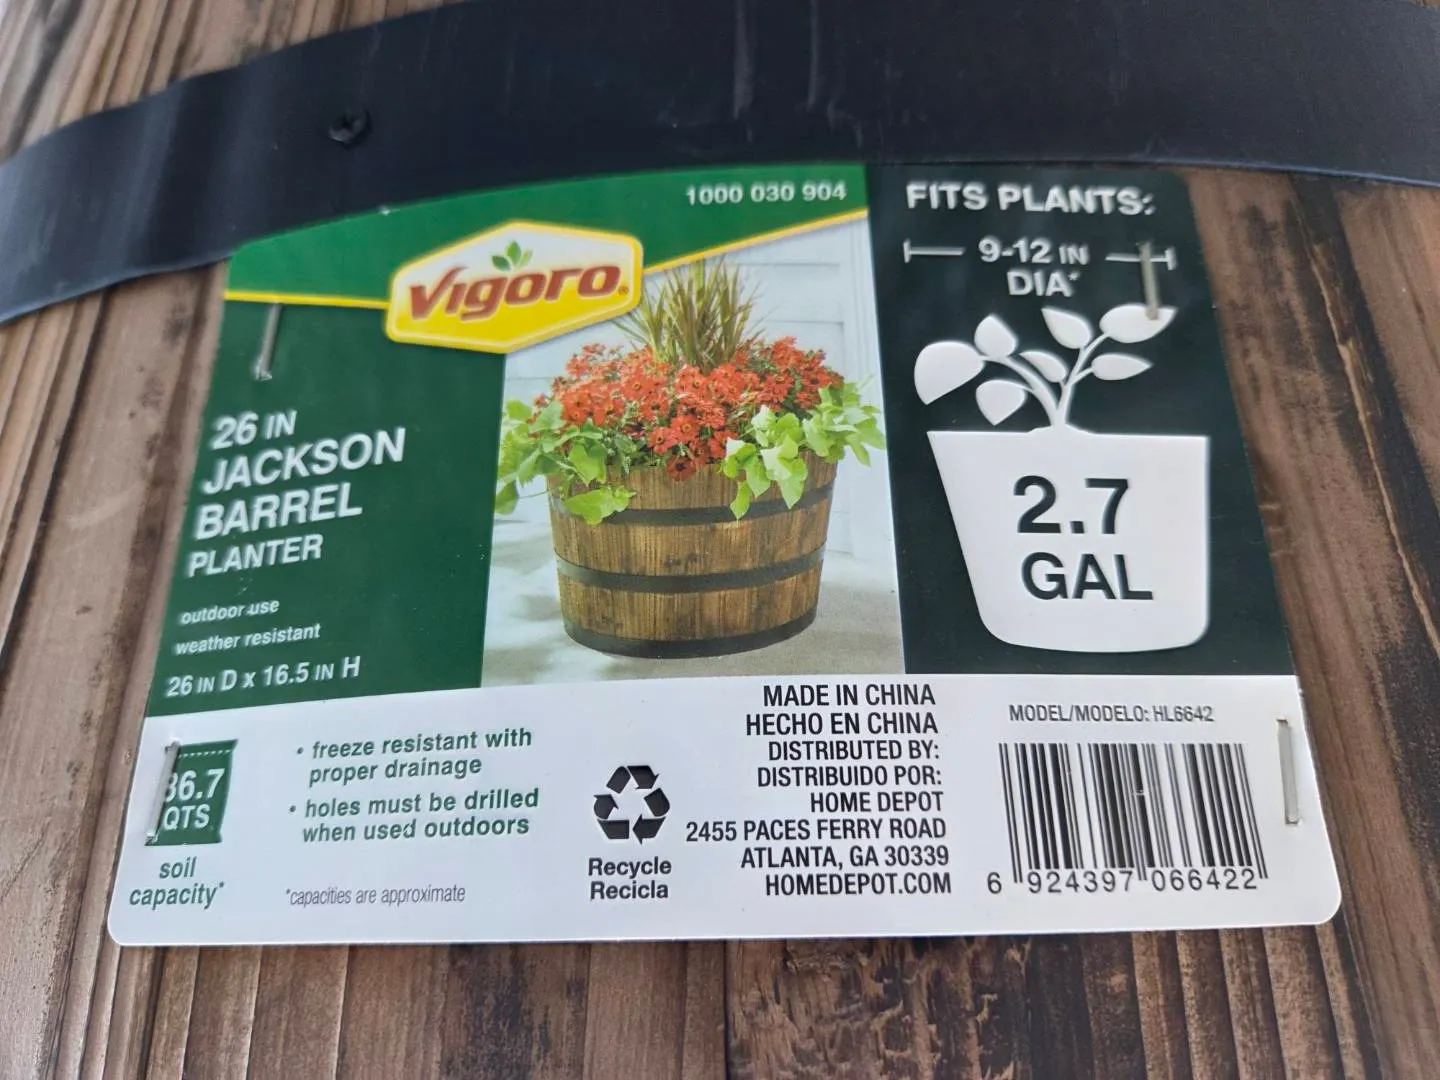 1000 030 904
Vigoro®
26 IN
JACKSON
BARREL
PLANTER
outdoor use
weather resistant
26 IN D x 16.5 IN H
FITS PLANTS:
9-12 IN
DIA*
2.7
GAL
QTS
soil
capacity*
• freeze resistant with
proper drainage
• holes must be drilled
when used outdoors
*capacities are approximate
Recycle
Recicla
MADE IN CHINA
HECHO EN CHINA
DISTRIBUTED BY:
DISTRIBUIDO POR:
HOME DEPOT
2455 PACES FERRY ROAD
ATLANTA, GA 30339
HOMEDEPOT.COM
MODEL/MODELO: HL6642
6 924397 066422